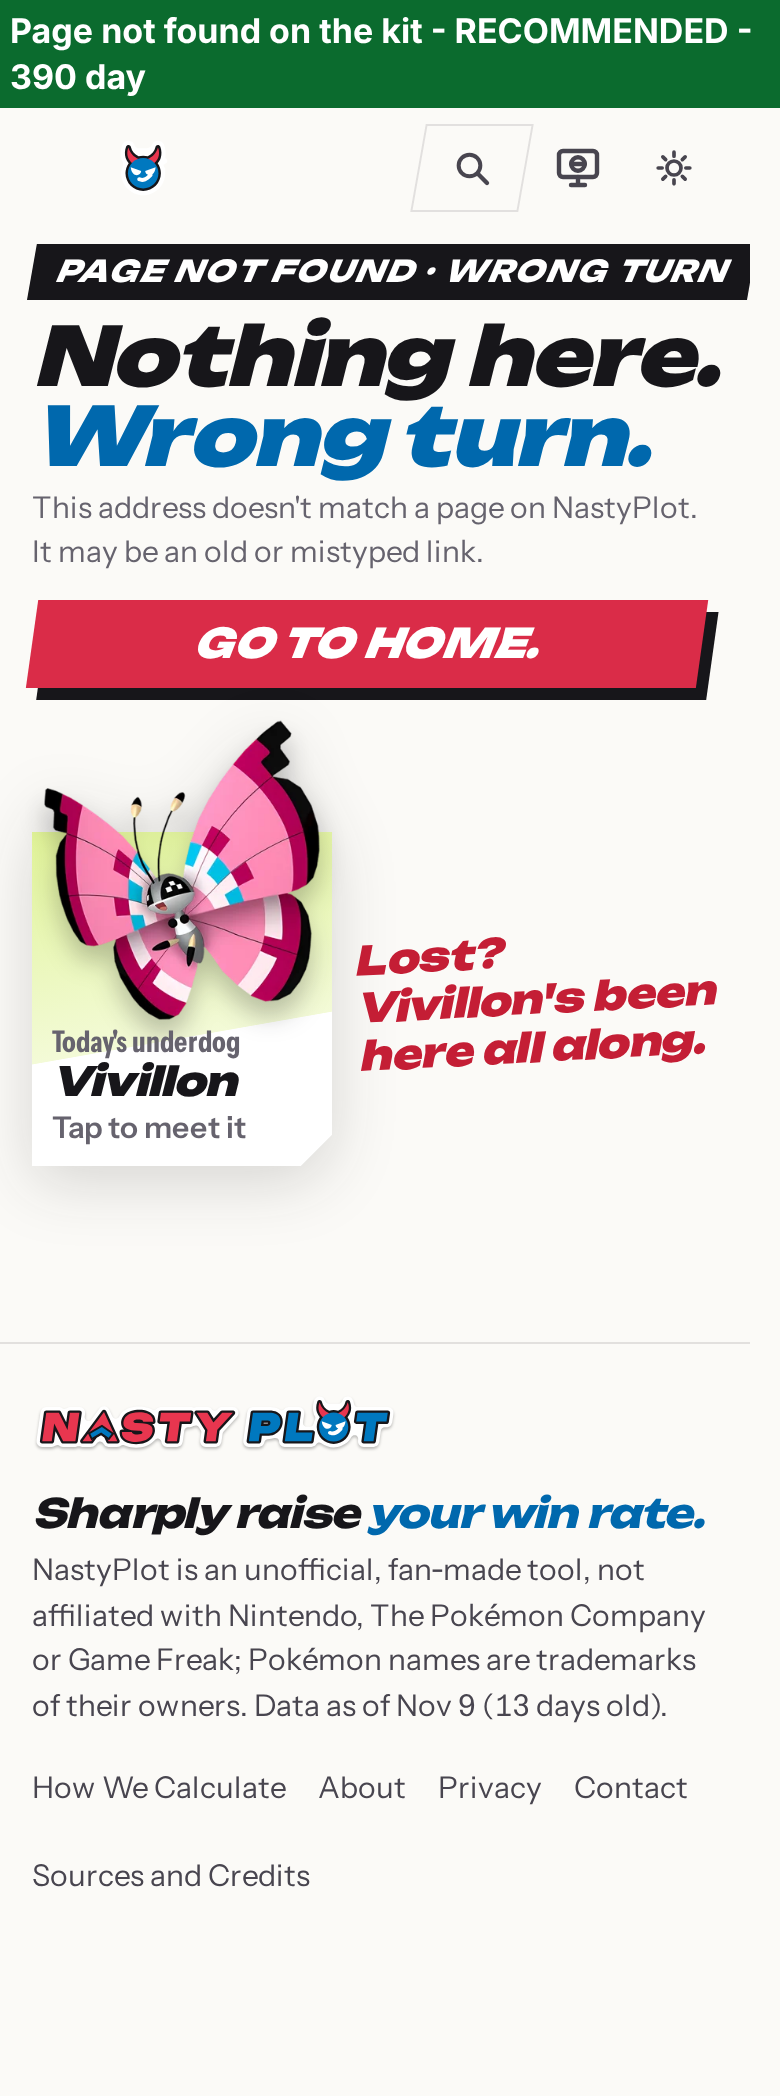 Page not found on the kit - RECOMMENDED -
390 day
PAGE NOT FOUND · WRONG TURN
Nothing here.
Wrong turn.
This address doesn't match a page on NastyPlot.
It may be an old or mistyped link.
GO TO HOME.
Today's underdog
Vivillon
Tap to meet it
Lost?
Vivillon's been
here all along.
NASTY PLOT
Sharply raise your win rate.
NastyPlot is an unofficial, fan-made tool, not
affiliated with Nintendo, The Pokémon Company
or Game Freak; Pokémon names are trademarks
of their owners. Data as of Nov 9 (13 days old).
How We Calculate About Privacy Contact
Sources and Credits